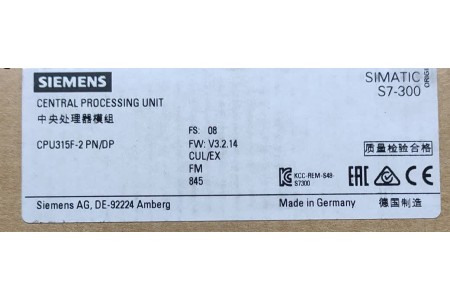 SIEMENS
SIMATIC
S7-300
CENTRAL PROCESSING UNIT
中央处理器模组
CPU315F-2 PN/DP
FS: 08
FW: V3.2.14
CUL/EX
FM
845
质量检验合格
KCC-REM-S49-
S7300
EAC
CE
Siemens AG, DE-92224 Amberg
Made in Germany
德国制造